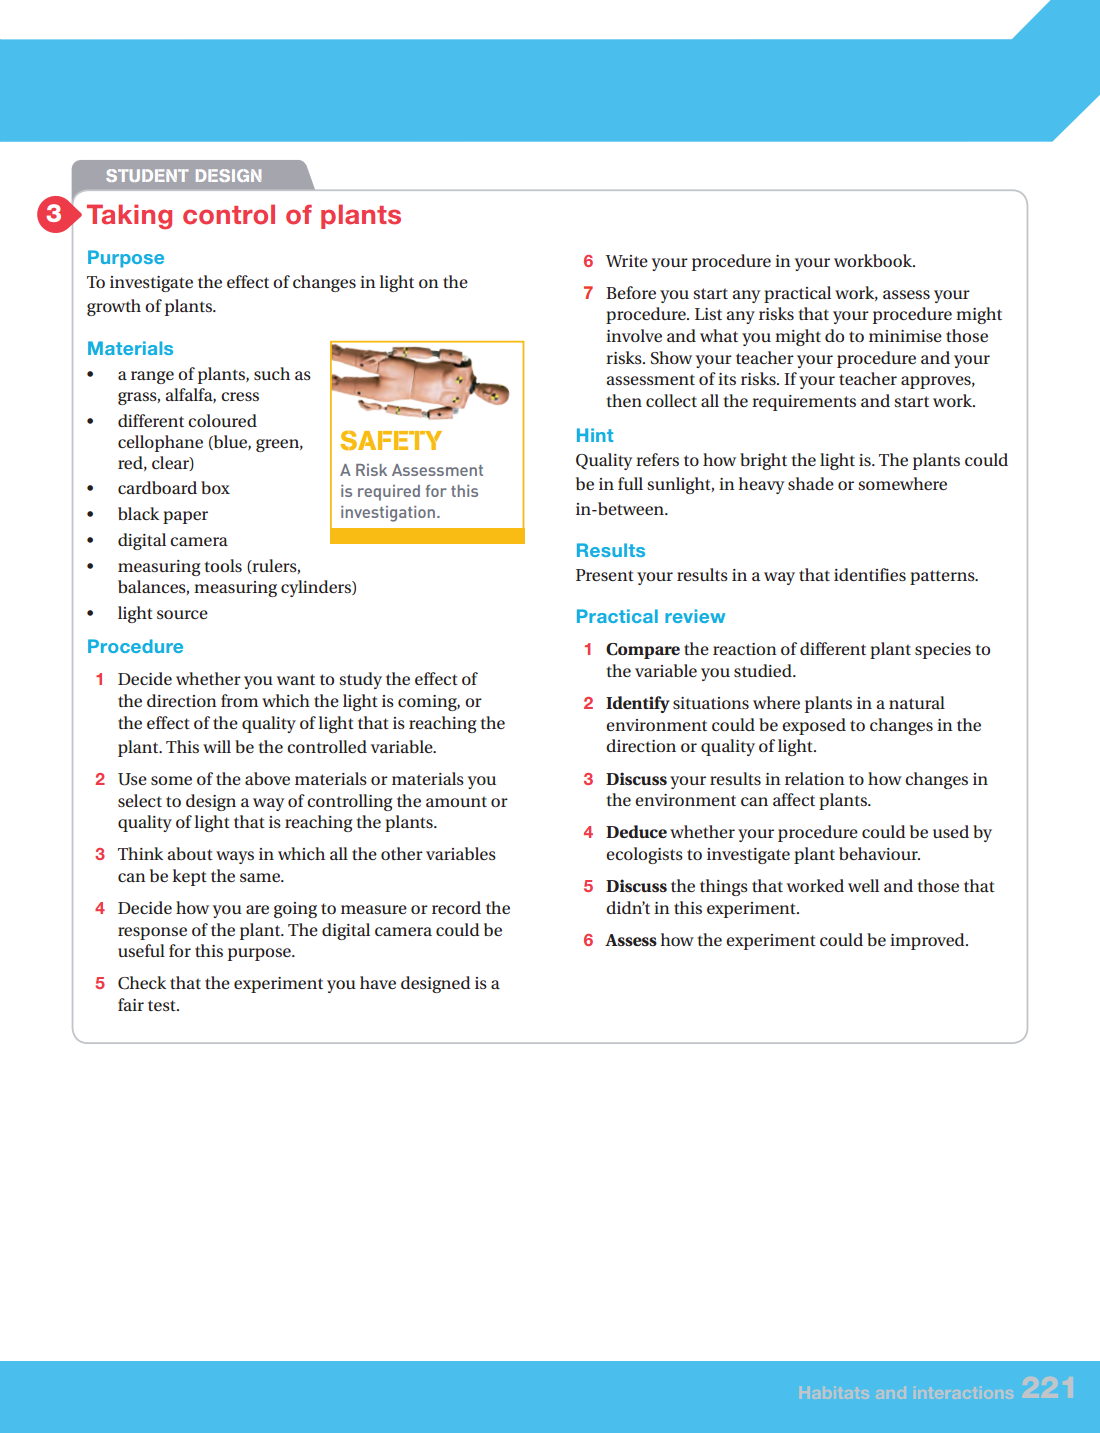 STUDENT DESIGN
3 Taking control of plants
Purpose
To investigate the effect of changes in light on the
growth of plants.
Materials
• a range of plants, such as
grass, alfalfa, cress
• different coloured
cellophane (blue, green,
red, clear)
• cardboard box
• black paper
• digital camera
• measuring tools (rulers,
balances, measuring cylinders)
• light source
SAFETY
A Risk Assessment
is required for this
investigation.
Procedure
1 Decide whether you want to study the effect of
the direction from which the light is coming, or
the effect of the quality of light that is reaching the
plant. This will be the controlled variable.
2 Use some of the above materials or materials you
select to design a way of controlling the amount or
quality of light that is reaching the plants.
3 Think about ways in which all the other variables
can be kept the same.
4 Decide how you are going to measure or record the
response of the plant. The digital camera could be
useful for this purpose.
5 Check that the experiment you have designed is a
fair test.
6 Write your procedure in your workbook.
7 Before you start any practical work, assess your
procedure. List any risks that your procedure might
involve and what you might do to minimise those
risks. Show your teacher your procedure and your
assessment of its risks. If your teacher approves,
then collect all the requirements and start work.
Hint
Quality refers to how bright the light is. The plants could
be in full sunlight, in heavy shade or somewhere
in-between.
Results
Present your results in a way that identifies patterns.
Practical review
1 Compare the reaction of different plant species to
the variable you studied.
2 Identify situations where plants in a natural
environment could be exposed to changes in the
direction or quality of light.
3 Discuss your results in relation to how changes in
the environment can affect plants.
4 Deduce whether your procedure could be used by
ecologists to investigate plant behaviour.
5 Discuss the things that worked well and those that
didn't in this experiment.
6 Assess how the experiment could be improved.
Habitats and interactions 221